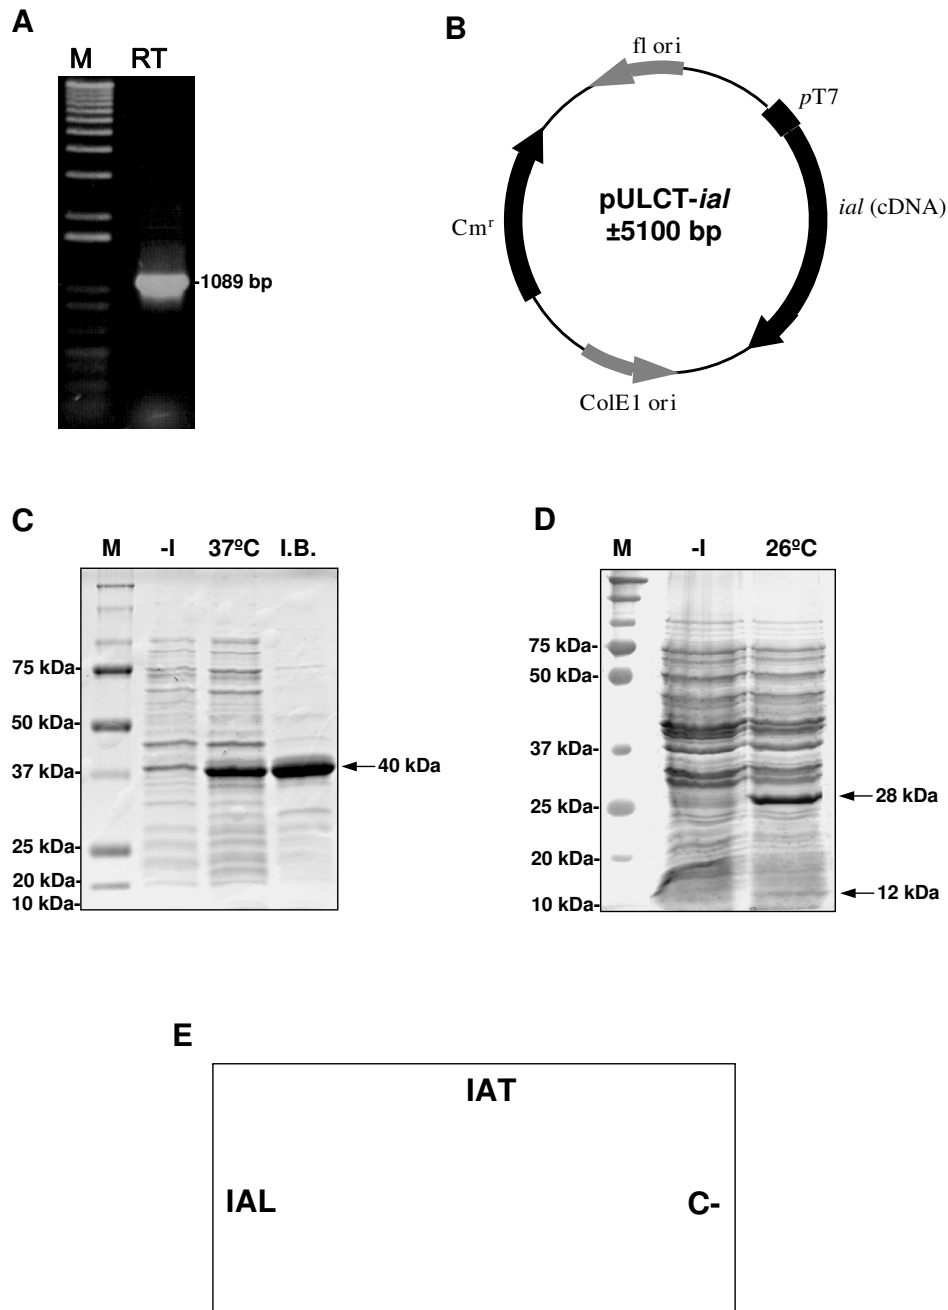 A
M RT
-1089 bp
B
fl ori
pT7
pULCT-ial
±5100 bp
ial (cDNA)
Cmʳ
ColE1 ori
C
M -I 37ºC I.B.
75 kDa-
50 kDa-
37 kDa-
25 kDa-
20 kDa-
10 kDa-
40 kDa
D
M -I 26ºC
75 kDa-
50 kDa-
37 kDa-
25 kDa-
20 kDa-
10 kDa-
28 kDa
12 kDa
E
IAT
IAL C-